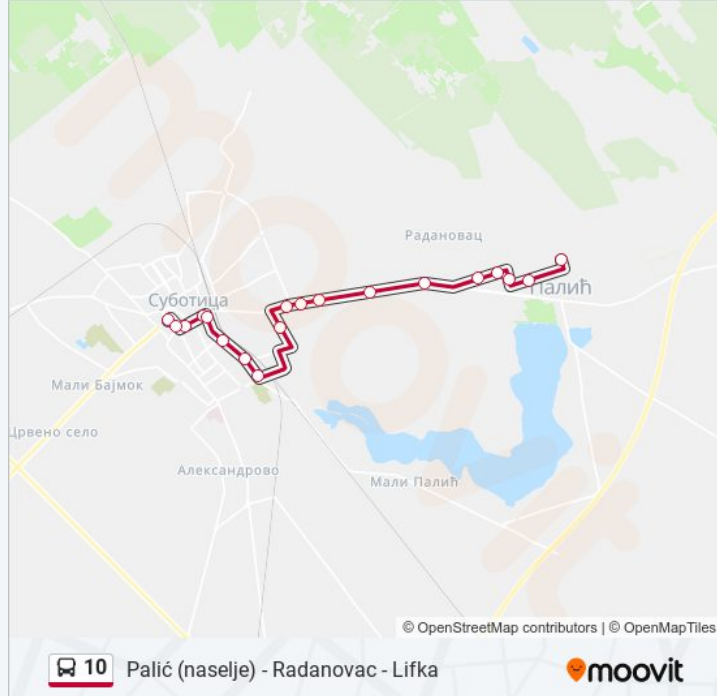 Радановац
Палић
Суботица
Мали Бајмок
Црвено село
Александрово
Мали Палић
© OpenStreetMap contributors | © OpenMapTiles
10 Palić (naselje) - Radanovac - Lifka
moovit